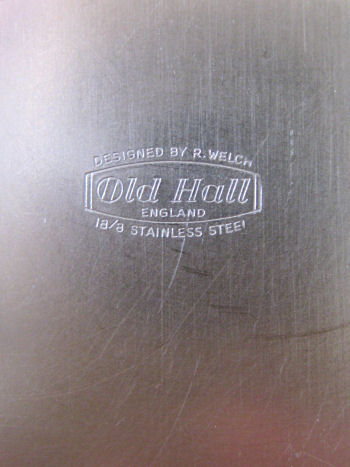 DESIGNED BY R. WELCH
Old Hall
ENGLAND
18/8 STAINLESS STEEL